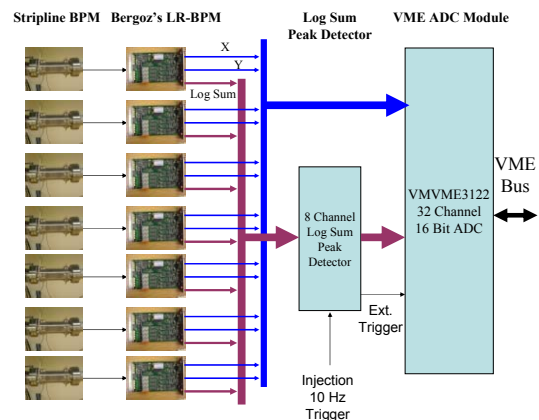 Stripline BPM
Bergoz's LR-BPM
Log Sum
Peak Detector
VME ADC Module
X
Y
Log Sum
8 Channel
Log Sum
Peak
Detector
VMVME3122
32 Channel
16 Bit ADC
VME
Bus
Ext.
Trigger
Injection
10 Hz
Trigger